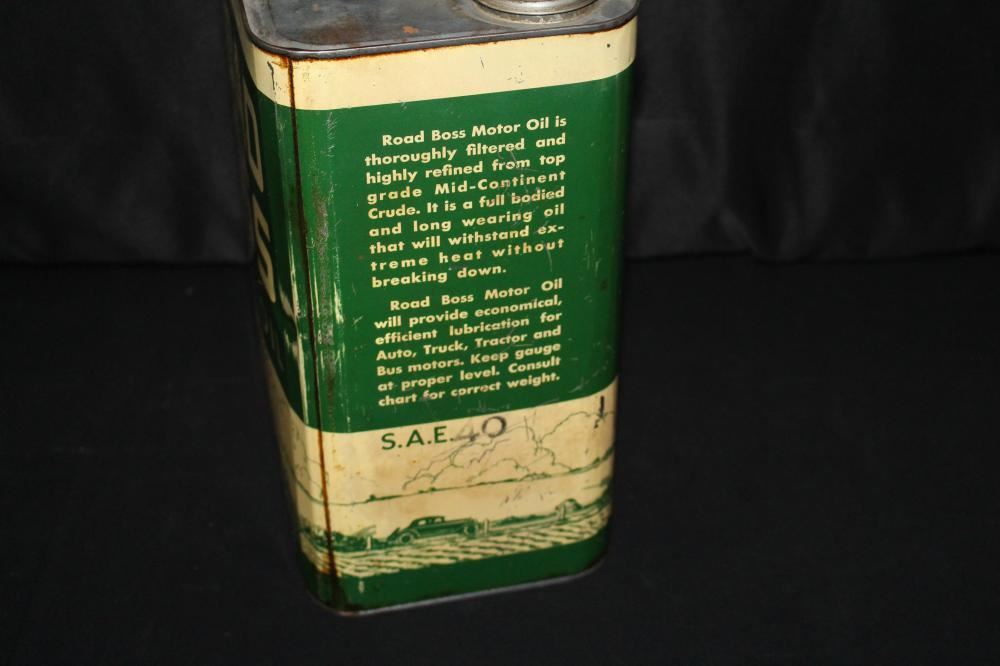 Road Boss Motor Oil is
thoroughly filtered and
highly refined from top
grade Mid-Continent
Crude. It is a full bodied
and long wearing oil
that will withstand ex-
treme heat without
breaking down.
Road Boss Motor Oil
will provide economical,
efficient lubrication for
Auto, Truck, Tractor and
Bus motors. Keep gauge
at proper level. Consult
chart for correct weight.
S.A.E. 40